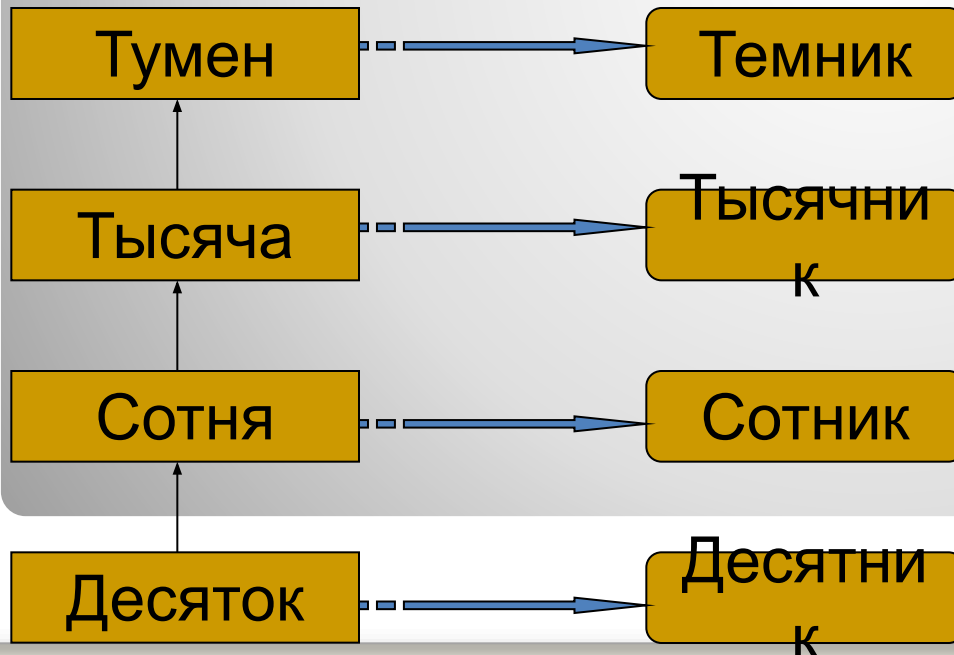 Тумен
Темник
Тысяча
Тысячни
к
Сотня
Сотник
Десяток
Десятни
к